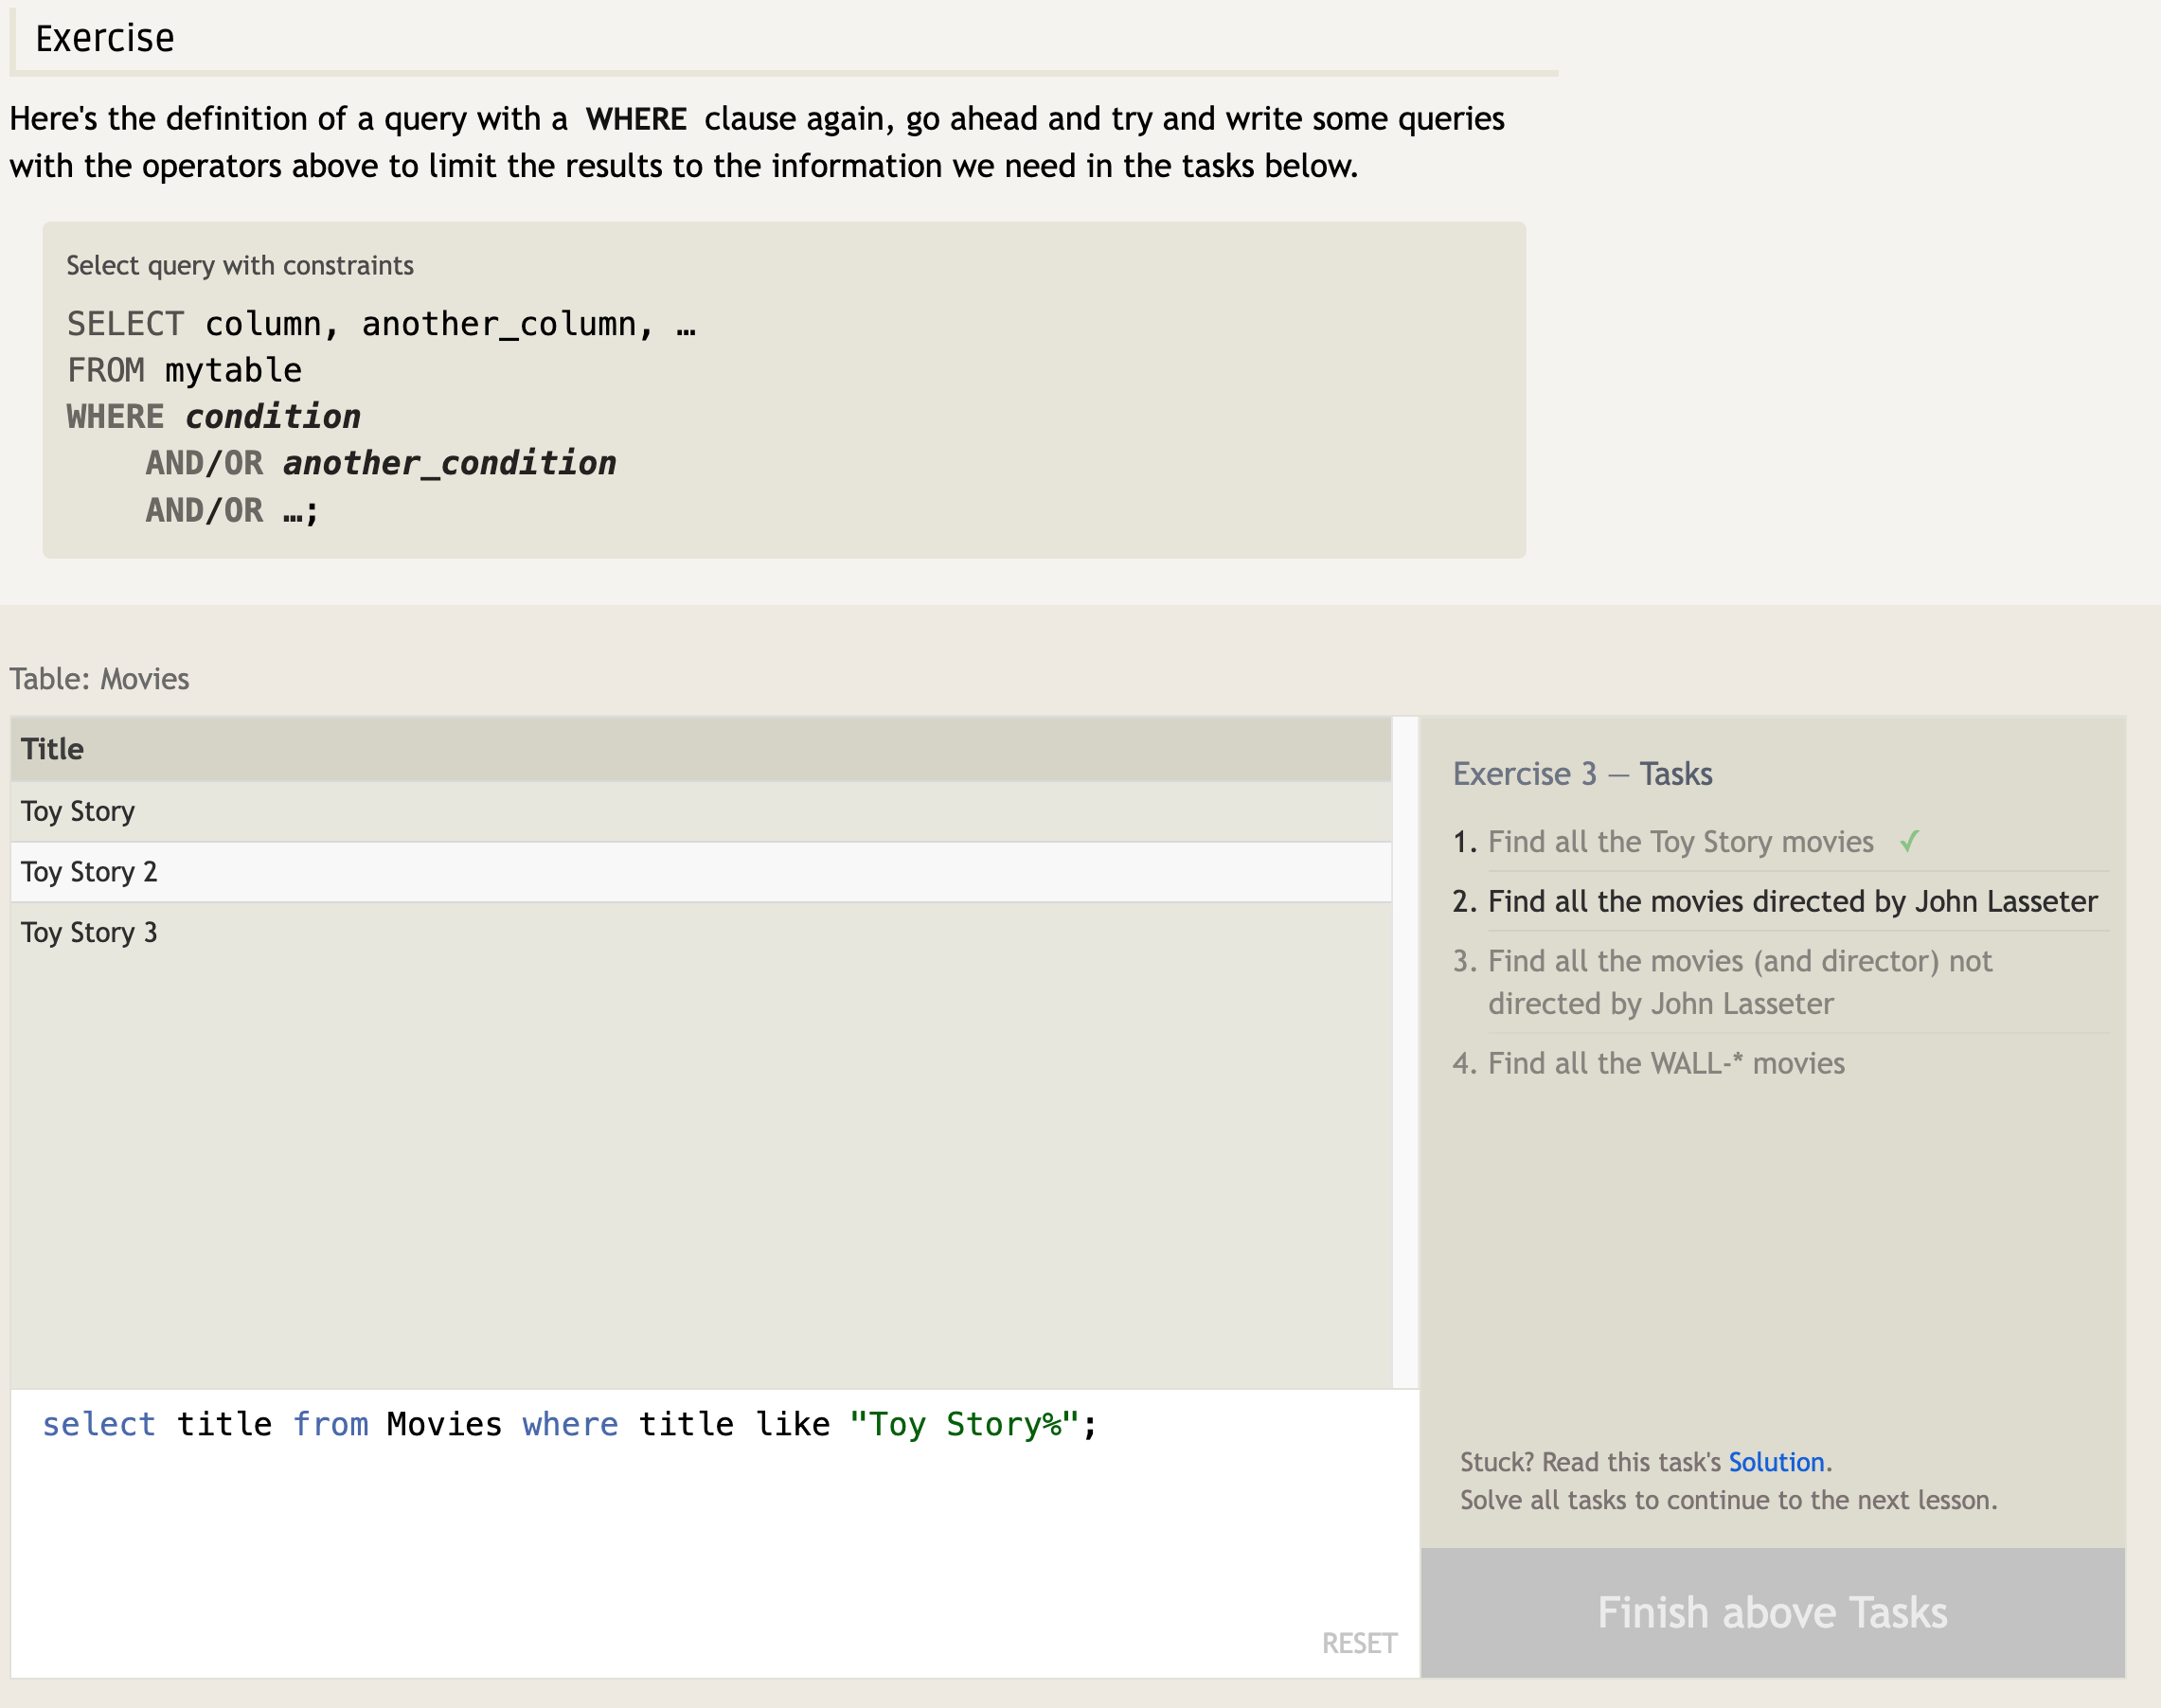 Exercise
Here's the definition of a query with a WHERE clause again, go ahead and try and write some queries
with the operators above to limit the results to the information we need in the tasks below.
Select query with constraints
SELECT column, another_column, …
FROM mytable
WHERE condition
AND/OR another_condition
AND/OR …;
Table: Movies
Title
Toy Story
Toy Story 2
Toy Story 3
select title from Movies where title like "Toy Story%";
RESET
Exercise 3 — Tasks
1. Find all the Toy Story movies ✓
2. Find all the movies directed by John Lasseter
3. Find all the movies (and director) not
directed by John Lasseter
4. Find all the WALL-* movies
Stuck? Read this task's Solution.
Solve all tasks to continue to the next lesson.
Finish above Tasks